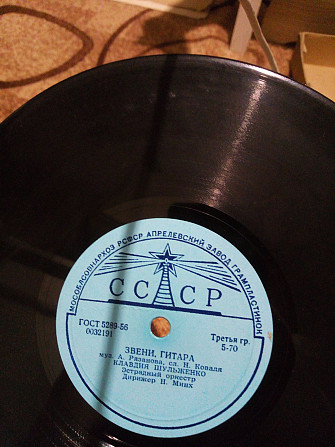 МОСОБЛСОВНАРХОЗ РСФСР АПРЕЛЕВСКИЙ ЗАВОД ГРАМПЛАСТИНОК
СССР
ГОСТ 5289-56
0032191
Третья гр.
5-70
ЗВЕНИ, ГИТАРА
муз. А. Рязанова, сл. Н. Коваля
КЛАВДИЯ ШУЛЬЖЕНКО
Эстрадный оркестр
Дирижер Н. Минх